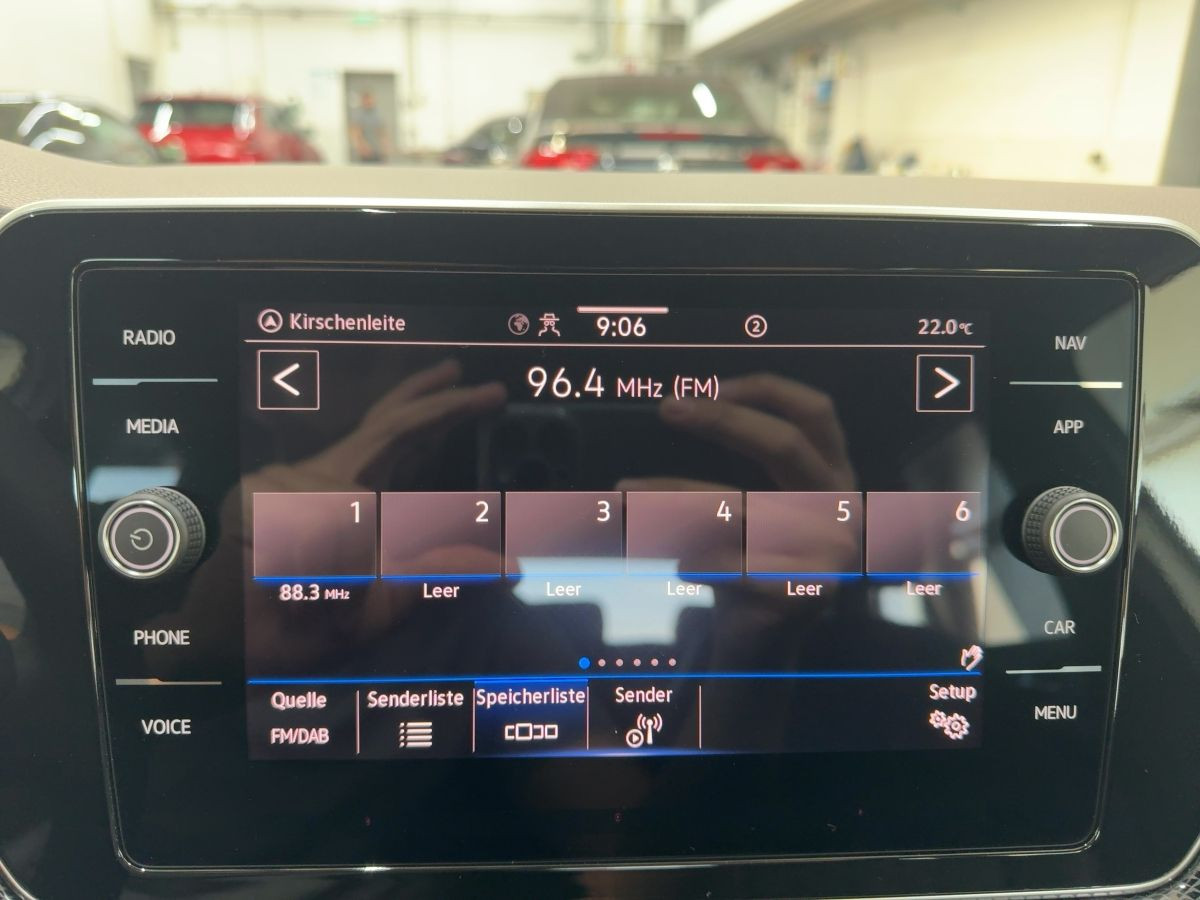 RADIO
MEDIA
PHONE
VOICE
Kirschenleite
9:06
2
22.0°C
< 96.4 MHz (FM) >
1 2 3 4 5 6
88.3 MHz Leer Leer Leer Leer Leer
Quelle Senderliste Speicherliste Sender Setup
FM/DAB
NAV
APP
CAR
MENU